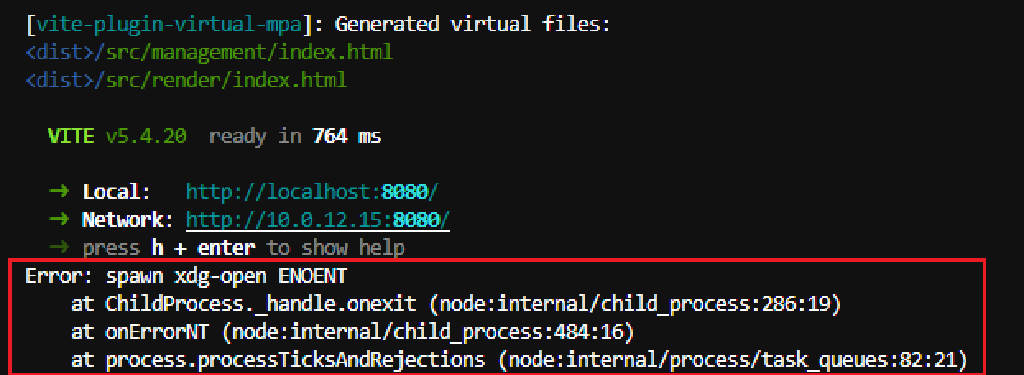 [vite-plugin-virtual-mpa]: Generated virtual files:
<dist>/src/management/index.html
<dist>/src/render/index.html
VITE v5.4.20 ready in 764 ms
➜ Local: http://localhost:8080/
➜ Network: http://10.0.12.15:8080/
➜ press h + enter to show help
Error: spawn xdg-open ENOENT
at ChildProcess._handle.onexit (node:internal/child_process:286:19)
at onErrorNT (node:internal/child_process:484:16)
at process.processTicksAndRejections (node:internal/process/task_queues:82:21)